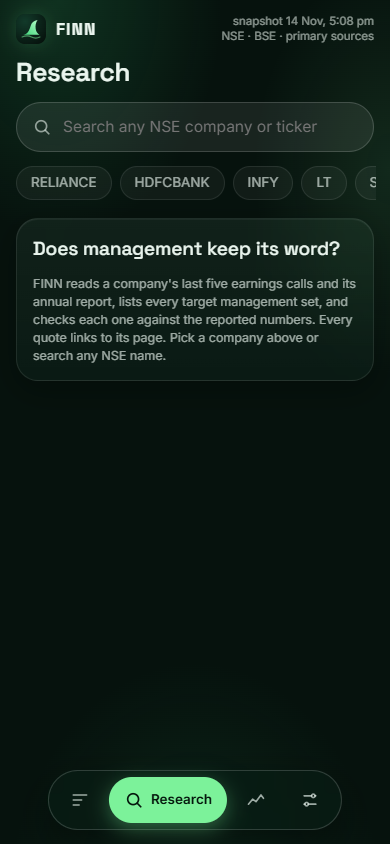 FINN
snapshot 14 Nov, 5:08 pm
NSE · BSE · primary sources
Research
Search any NSE company or ticker
RELIANCE
HDFCBANK
INFY
LT
Does management keep its word?
FINN reads a company's last five earnings calls and its
annual report, lists every target management set, and
checks each one against the reported numbers. Every
quote links to its page. Pick a company above or
search any NSE name.
Research